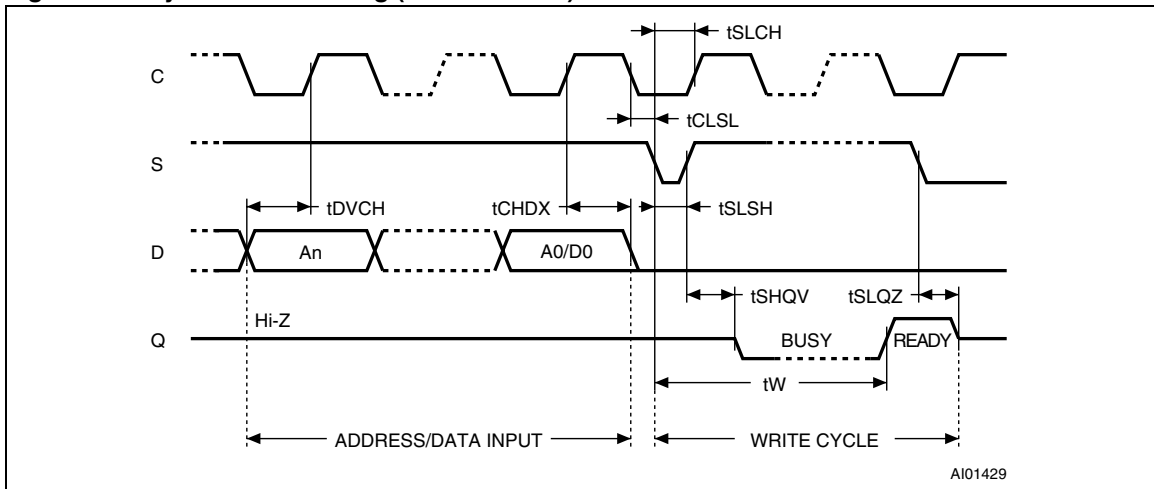 tSLCH
C
tCLSL
S
tDVCH
tCHDX
tSLSH
D
An
A0/D0
tSHQV
tSLQZ
Hi-Z
Q
BUSY
READY
tW
ADDRESS/DATA INPUT
WRITE CYCLE
AI01429